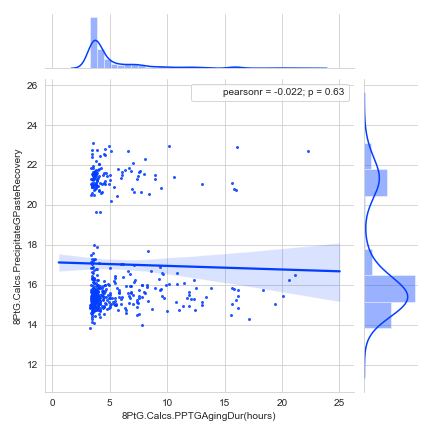 pearsonr = -0.022; p = 0.63
26
24
22
20
18
16
14
12
8PtG.Calcs.PrecipitateGPasteRecovery
0 5 10 15 20 25
8PtG.Calcs.PPTGAgingDur(hours)